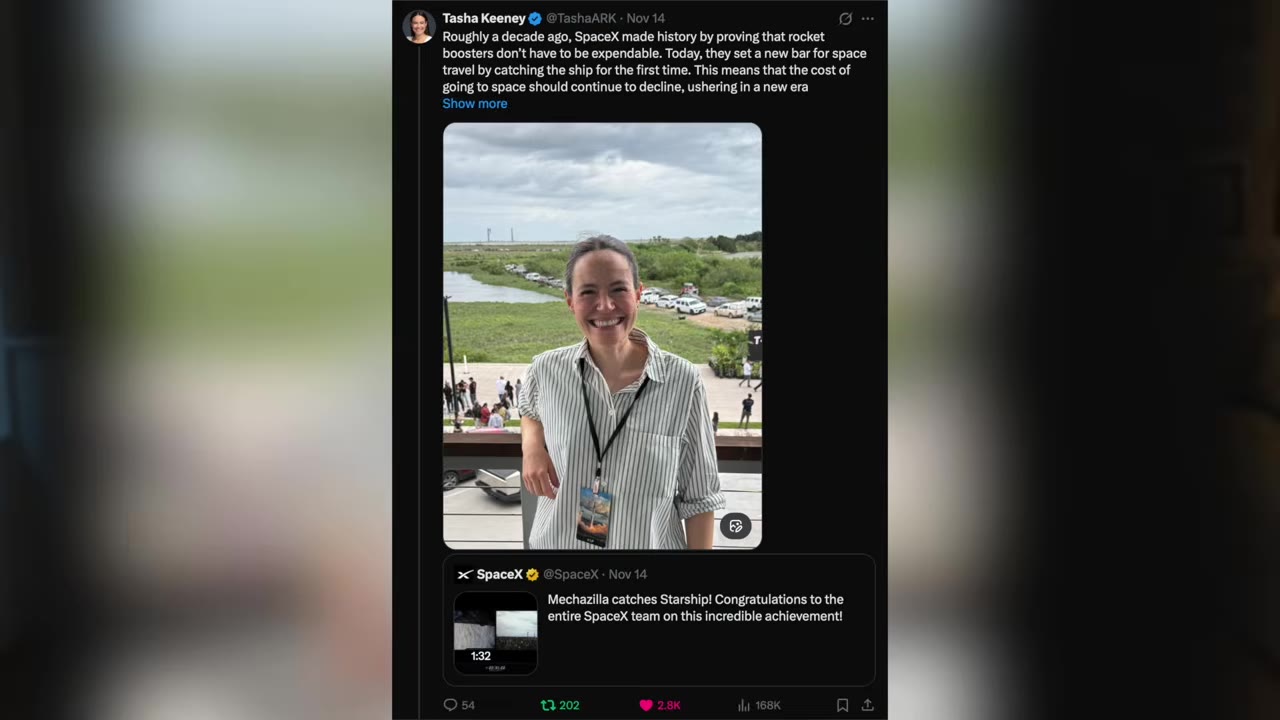 Tasha Keeney @TashaARK · Nov 14
Roughly a decade ago, SpaceX made history by proving that rocket
boosters don't have to be expendable. Today, they set a new bar for space
travel by catching the ship for the first time. This means that the cost of
going to space should continue to decline, ushering in a new era
Show more
SpaceX @SpaceX · Nov 14
Mechazilla catches Starship! Congratulations to the
entire SpaceX team on this incredible achievement!
1:32
54 202 2.8K 168K